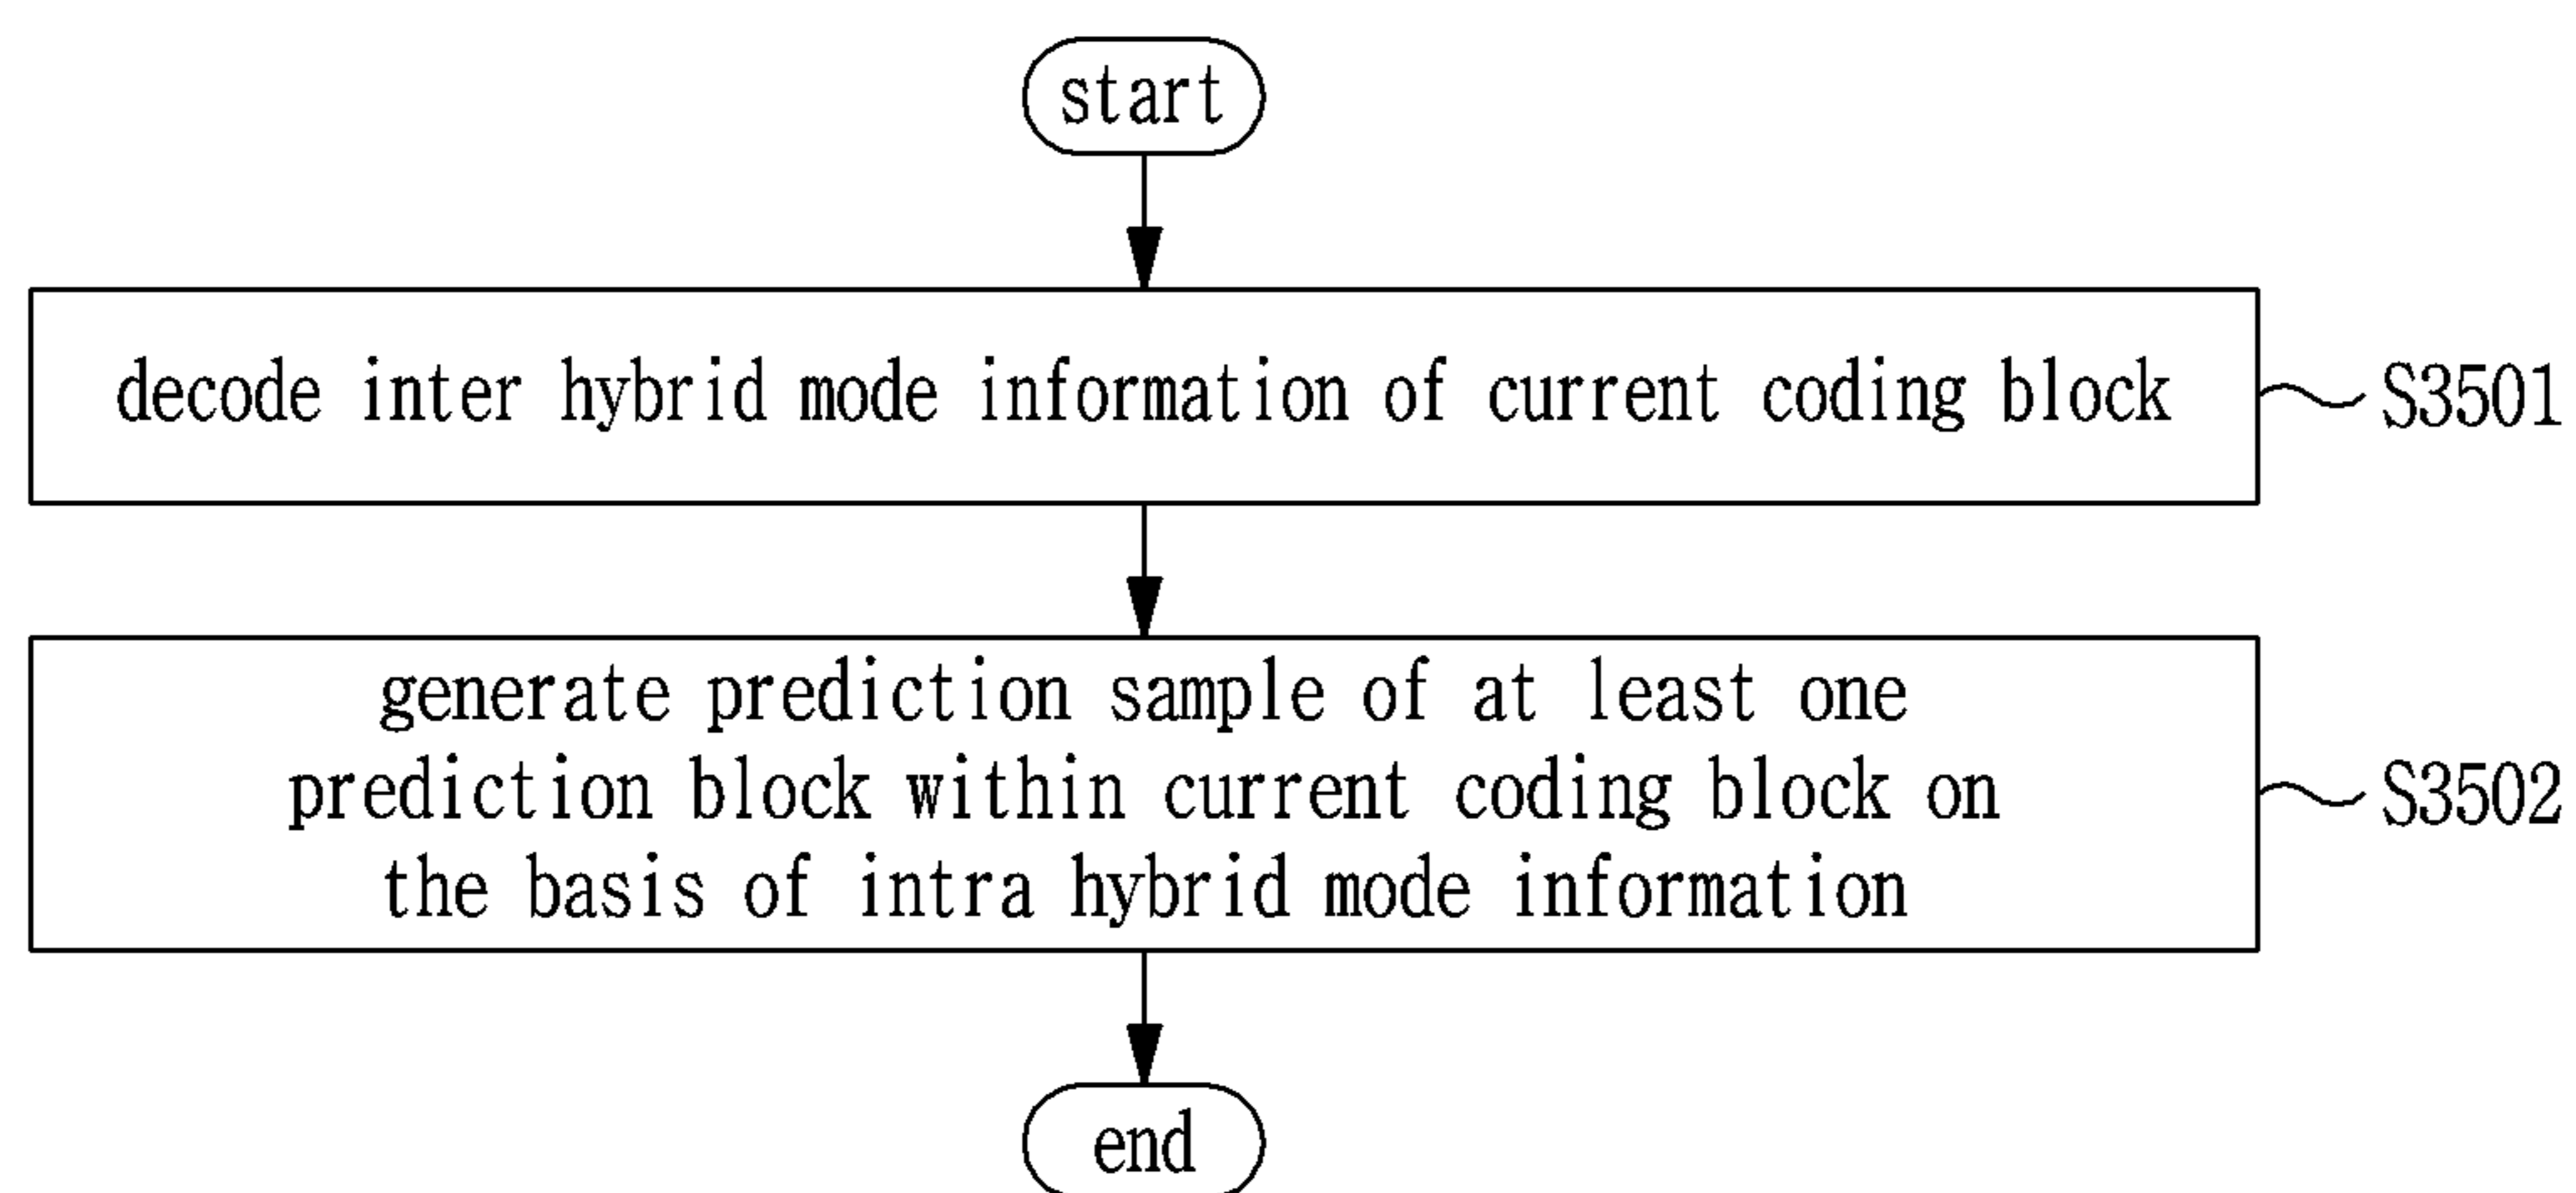 start
decode inter hybrid mode information of current coding block
S3501
generate prediction sample of at least one
prediction block within current coding block on
the basis of intra hybrid mode information
S3502
end